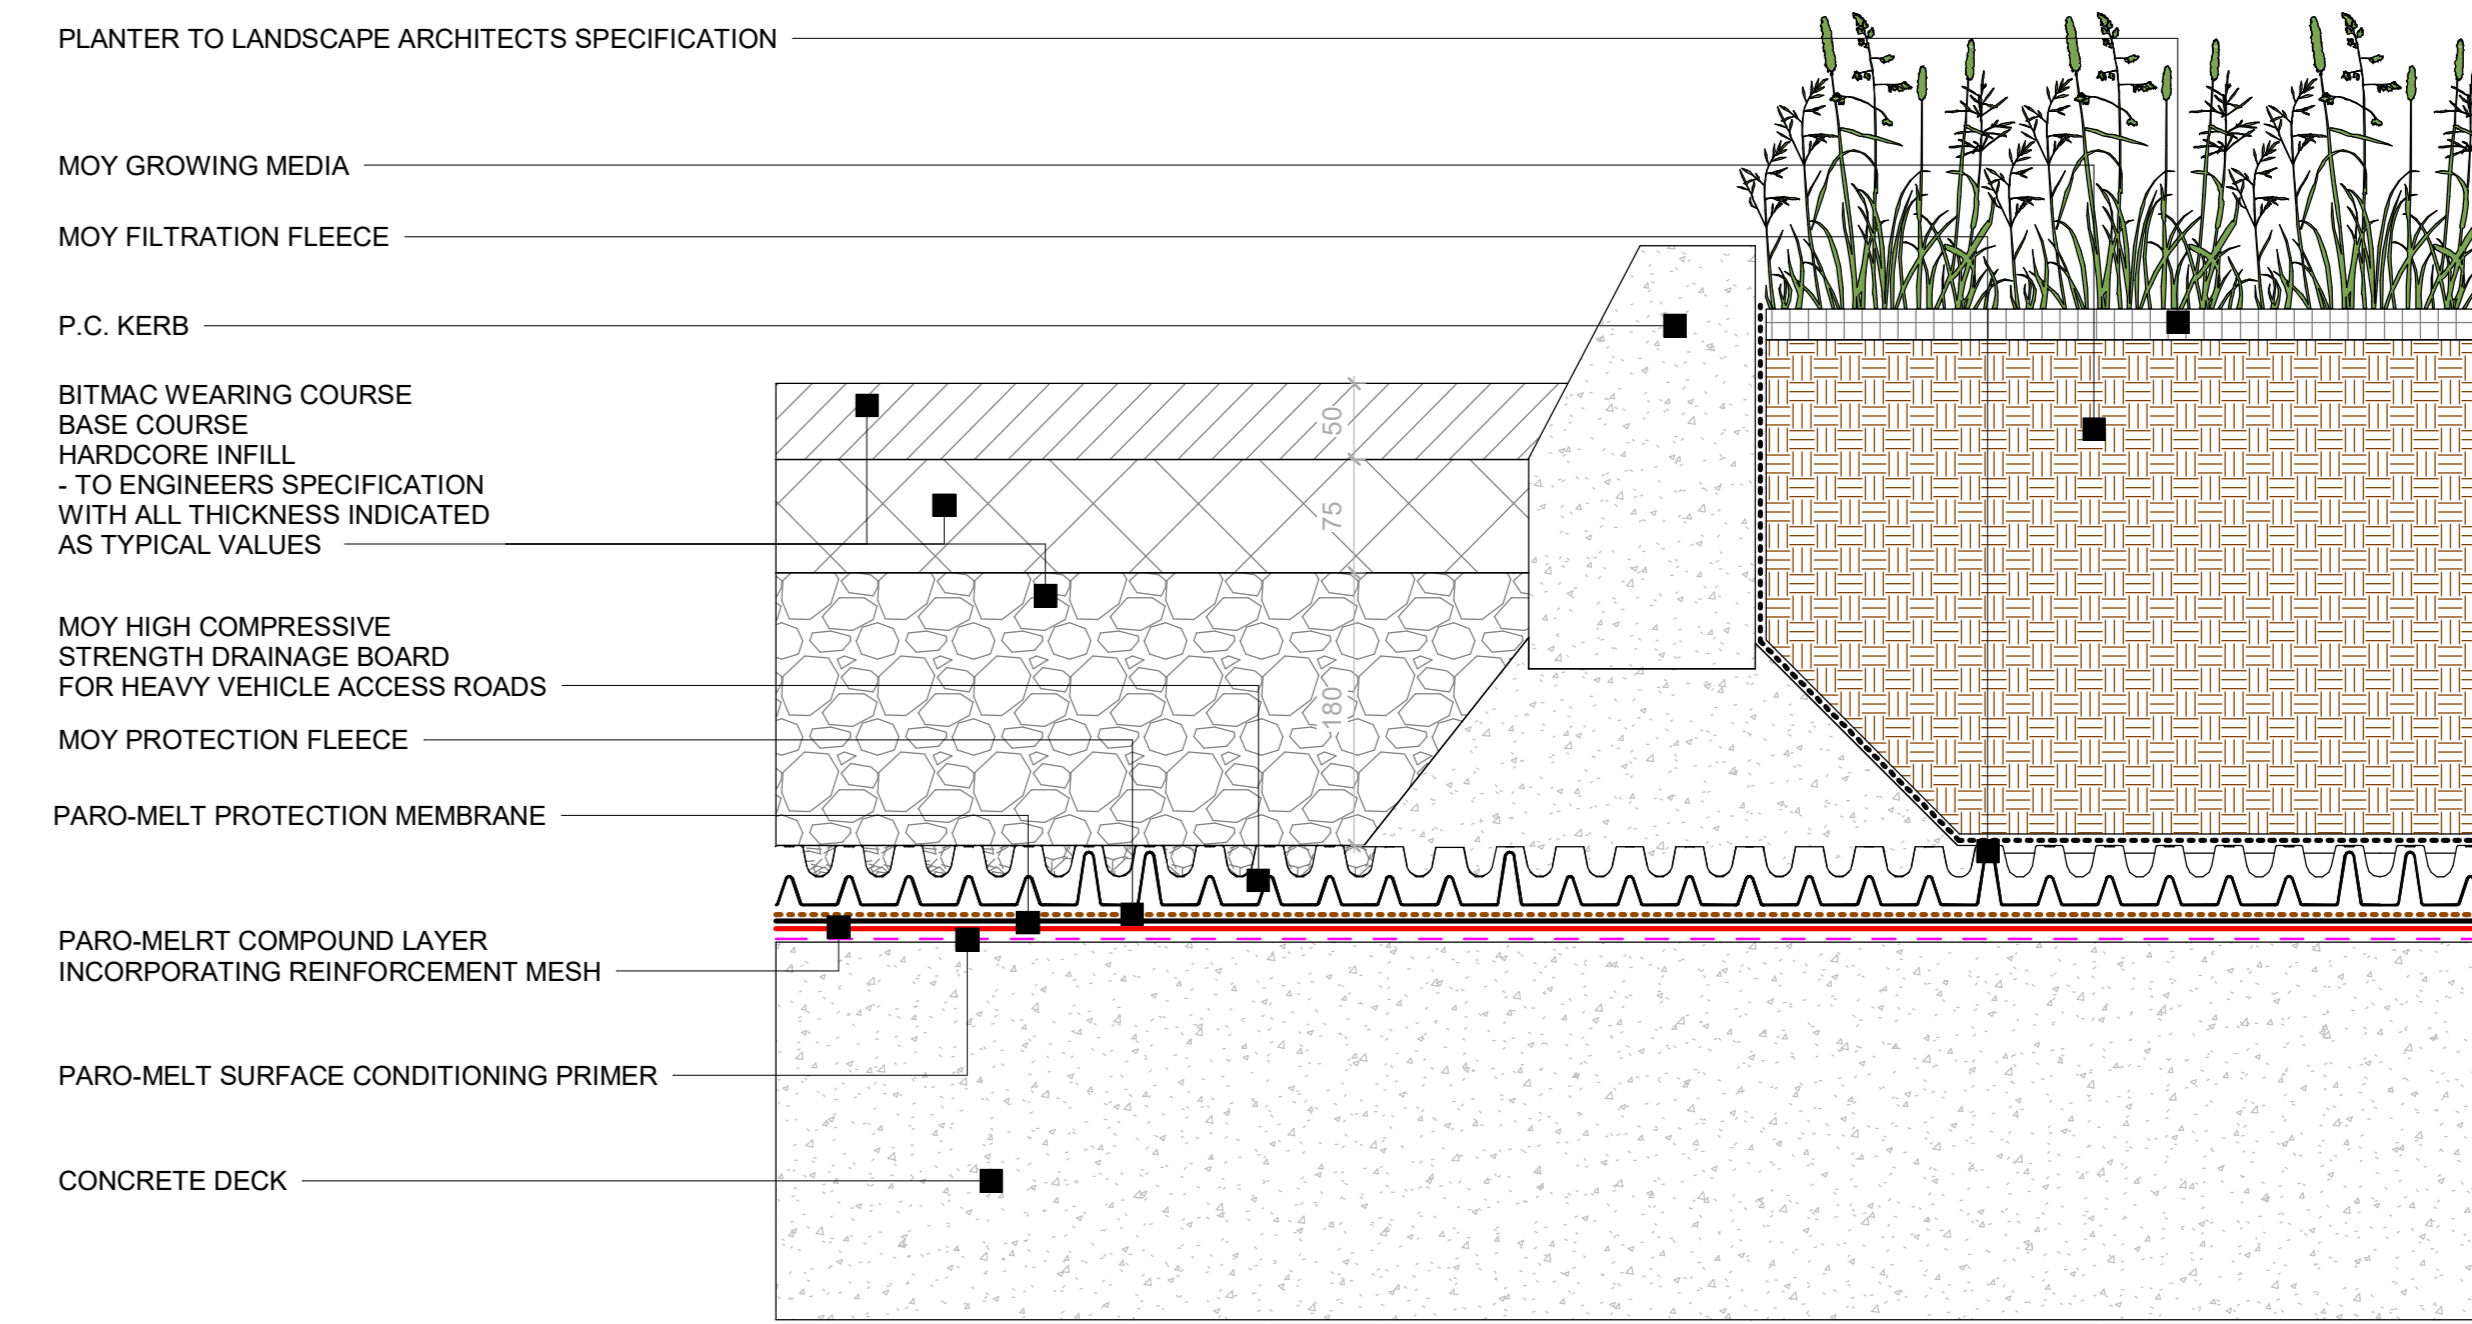 PLANTER TO LANDSCAPE ARCHITECTS SPECIFICATION
MOY GROWING MEDIA
MOY FILTRATION FLEECE
P.C. KERB
BITMAC WEARING COURSE
BASE COURSE
HARDCORE INFILL
- TO ENGINEERS SPECIFICATION
WITH ALL THICKNESS INDICATED
AS TYPICAL VALUES
MOY HIGH COMPRESSIVE
STRENGTH DRAINAGE BOARD
FOR HEAVY VEHICLE ACCESS ROADS
MOY PROTECTION FLEECE
PARO-MELT PROTECTION MEMBRANE
PARO-MELRT COMPOUND LAYER
INCORPORATING REINFORCEMENT MESH
PARO-MELT SURFACE CONDITIONING PRIMER
CONCRETE DECK
50
75
180